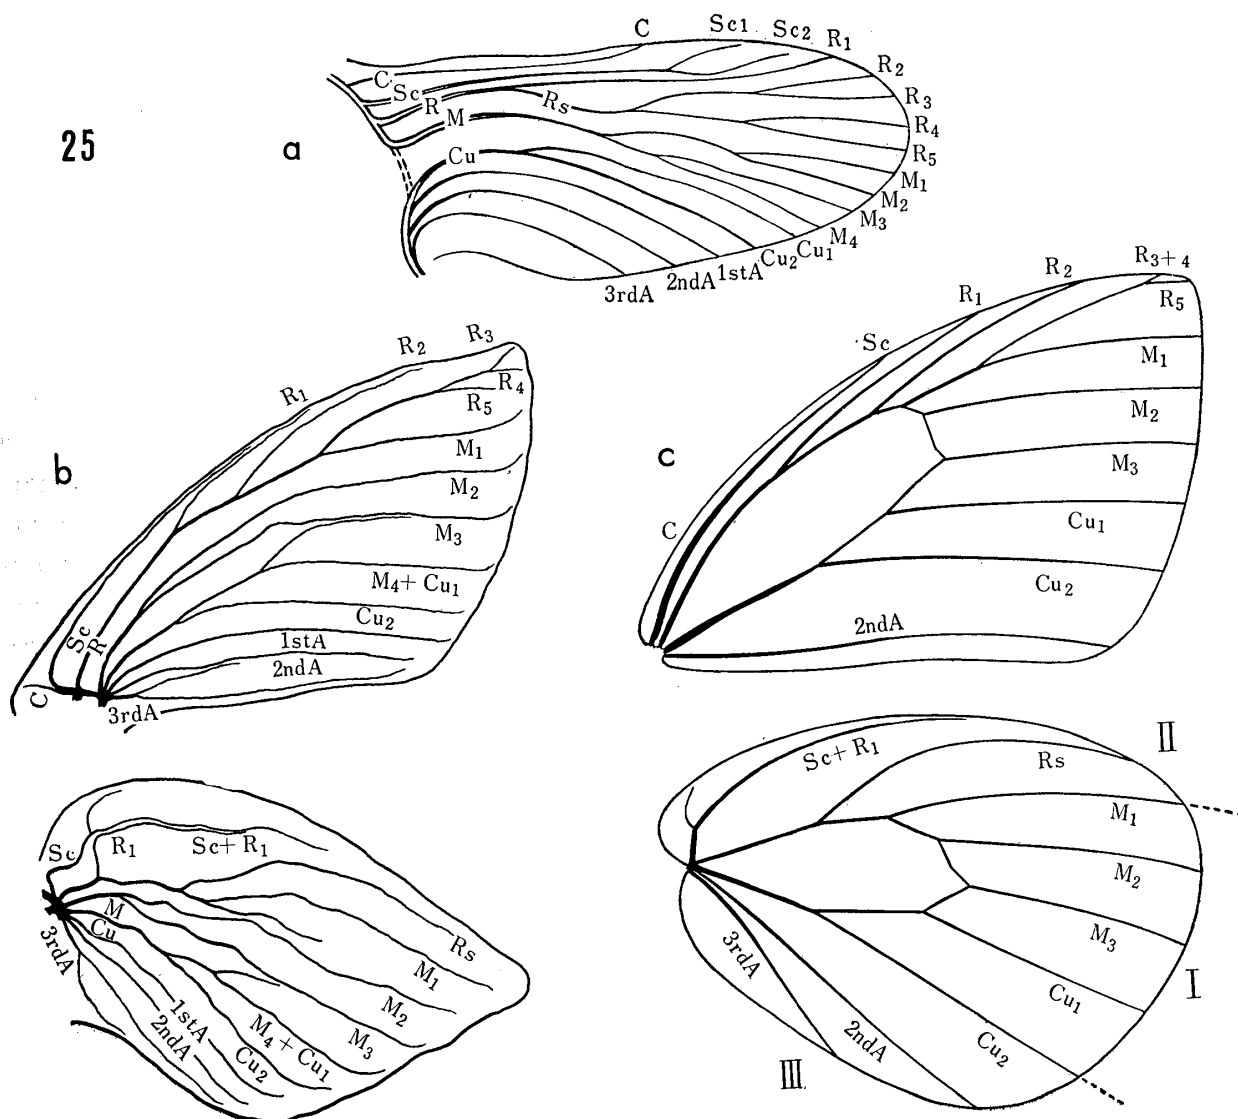 25
a
C
Sc1
Sc2
R1
R2
R3
R4
R5
M1
M2
M3
M4
Cu1
Cu2
1stA
2ndA
3rdA
C
Sc
R
M
Rs
Cu
b
R1
R2
R3
R4
R5
M1
M2
M3
M4+ Cu1
Cu2
1stA
2ndA
3rdA
Sc
R
C
Sc
R1
Sc+ R1
M
Cu
3rdA
Rs
M1
M2
M3
M4 + Cu1
Cu2
1stA
2ndA
c
C
Sc
R1
R2
R3+4
R5
M1
M2
M3
Cu1
Cu2
2ndA
Sc+ R1
Rs
II
M1
M2
M3
I
Cu1
Cu2
2ndA
3rdA
III